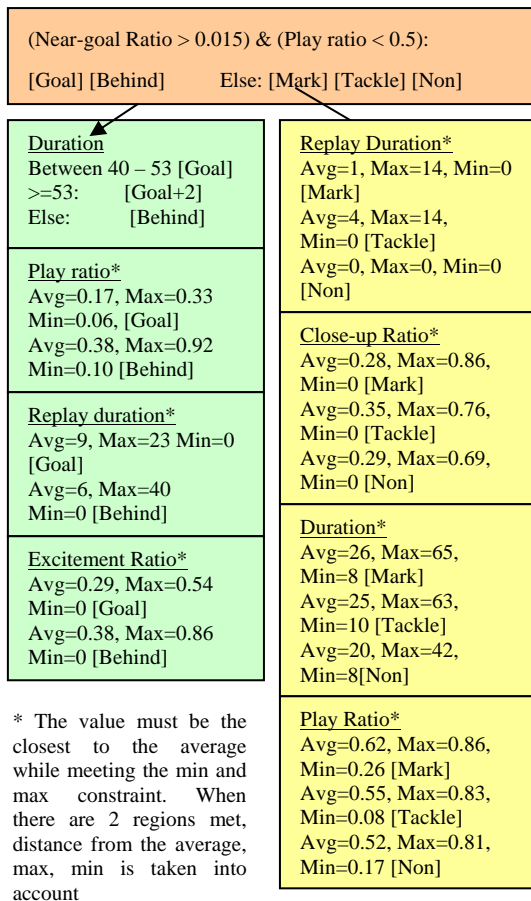 (Near-goal Ratio > 0.015) & (Play ratio < 0.5):
[Goal] [Behind] Else: [Mark] [Tackle] [Non]
Duration
Between 40 – 53 [Goal]
>=53: [Goal+2]
Else: [Behind]
Play ratio*
Avg=0.17, Max=0.33
Min=0.06, [Goal]
Avg=0.38, Max=0.92
Min=0.10 [Behind]
Replay duration*
Avg=9, Max=23 Min=0
[Goal]
Avg=6, Max=40
Min=0 [Behind]
Excitement Ratio*
Avg=0.29, Max=0.54
Min=0 [Goal]
Avg=0.38, Max=0.86
Min=0 [Behind]
* The value must be the
closest to the average
while meeting the min and
max constraint. When
there are 2 regions met,
distance from the average,
max, min is taken into
account
Replay Duration*
Avg=1, Max=14, Min=0
[Mark]
Avg=4, Max=14,
Min=0 [Tackle]
Avg=0, Max=0, Min=0
[Non]
Close-up Ratio*
Avg=0.28, Max=0.86,
Min=0 [Mark]
Avg=0.35, Max=0.76,
Min=0 [Tackle]
Avg=0.29, Max=0.69,
Min=0 [Non]
Duration*
Avg=26, Max=65,
Min=8 [Mark]
Avg=25, Max=63,
Min=10 [Tackle]
Avg=20, Max=42,
Min=8[Non]
Play Ratio*
Avg=0.62, Max=0.86,
Min=0.26 [Mark]
Avg=0.55, Max=0.83,
Min=0.08 [Tackle]
Avg=0.52, Max=0.81,
Min=0.17 [Non]